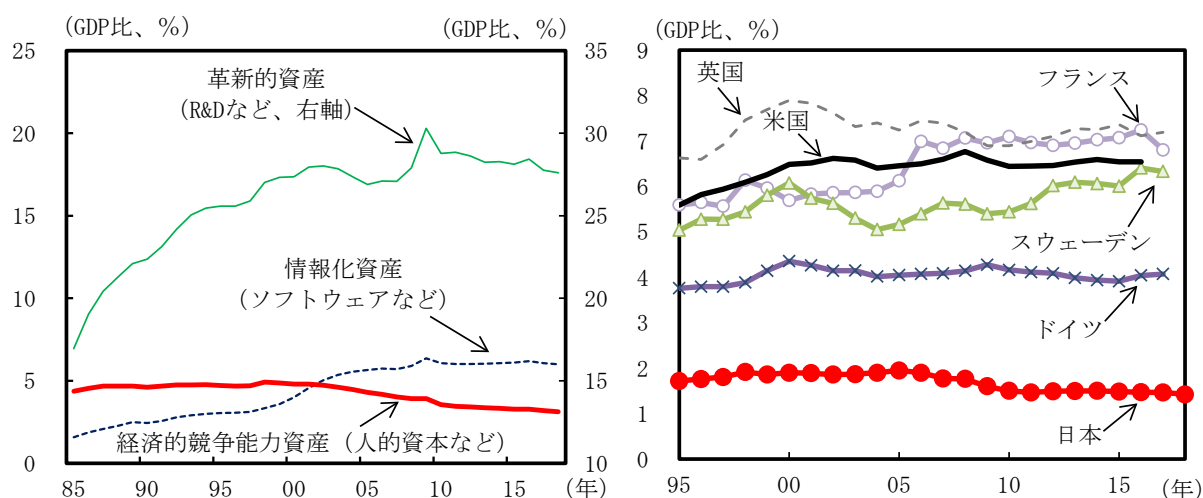 (GDP比、%)
(GDP比、%)
25
20
15
10
5
0
35
30
25
20
15
10
革新的資産
(R&Dなど、右軸)
情報化資産
(ソフトウェアなど)
経済的競争能力資産(人的資本など)
85
90
95
00
05
10
15
(年)
(GDP比、%)
9
8
7
6
5
4
3
2
1
0
英国
米国
フランス
スウェーデン
ドイツ
日本
95
00
05
10
15
(年)